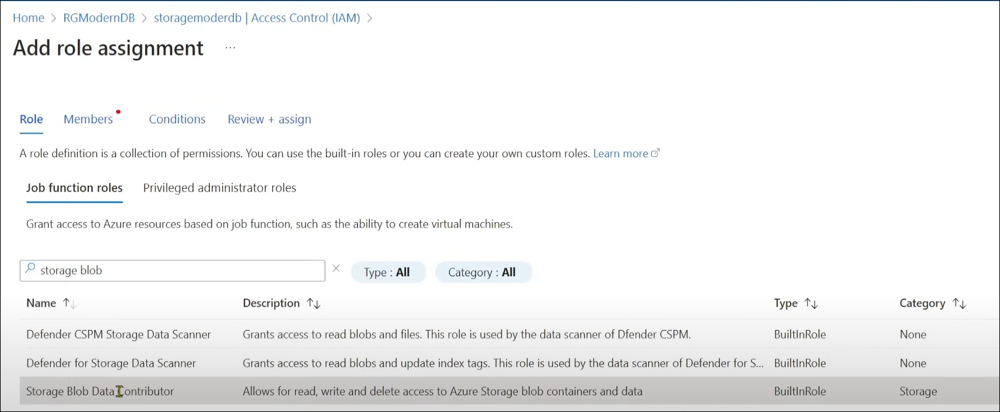 Home > RGModernDB > storagemoderdb | Access Control (IAM) >
Add role assignment ...
Role Members Conditions Review + assign
A role definition is a collection of permissions. You can use the built-in roles or you can create your own custom roles. Learn more
Job function roles Privileged administrator roles
Grant access to Azure resources based on job function, such as the ability to create virtual machines.
storage blob × Type : All Category : All
Name ↑↓ Description ↑↓ Type ↑↓ Category ↑↓
Defender CSPM Storage Data Scanner Grants access to read blobs and files. This role is used by the data scanner of Dfender CSPM. BuiltInRole None
Defender for Storage Data Scanner Grants access to read blobs and update index tags. This role is used by the data scanner of Defender for S... BuiltInRole None
Storage Blob Data Contributor Allows for read, write and delete access to Azure Storage blob containers and data BuiltInRole Storage